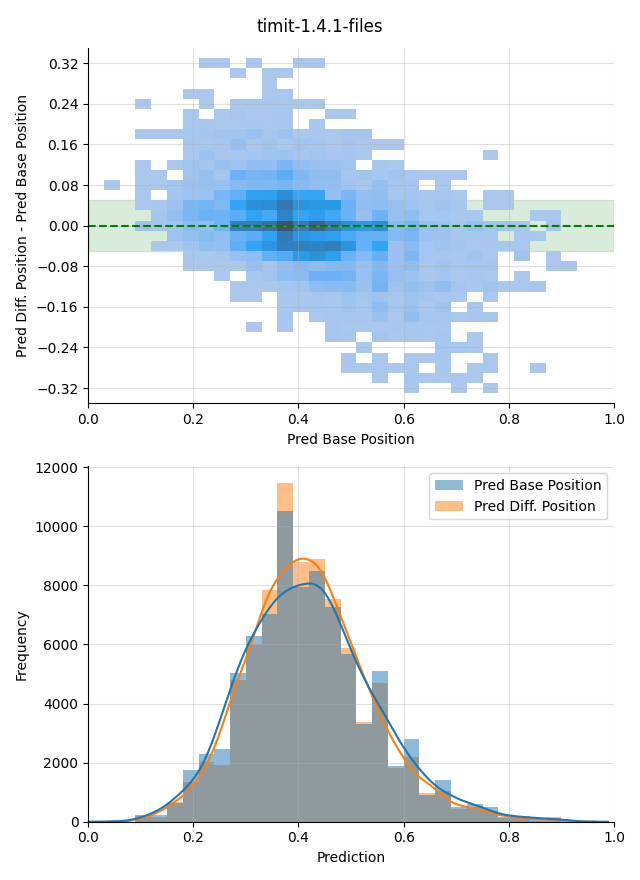 timit-1.4.1-files
Pred Diff. Position - Pred Base Position
0.32
0.24
0.16
0.08
0.00
−0.08
−0.16
−0.24
−0.32
0.0 0.2 0.4 0.6 0.8 1.0
Pred Base Position
Frequency
12000
10000
8000
6000
4000
2000
0
Pred Base Position
Pred Diff. Position
0.0 0.2 0.4 0.6 0.8 1.0
Prediction